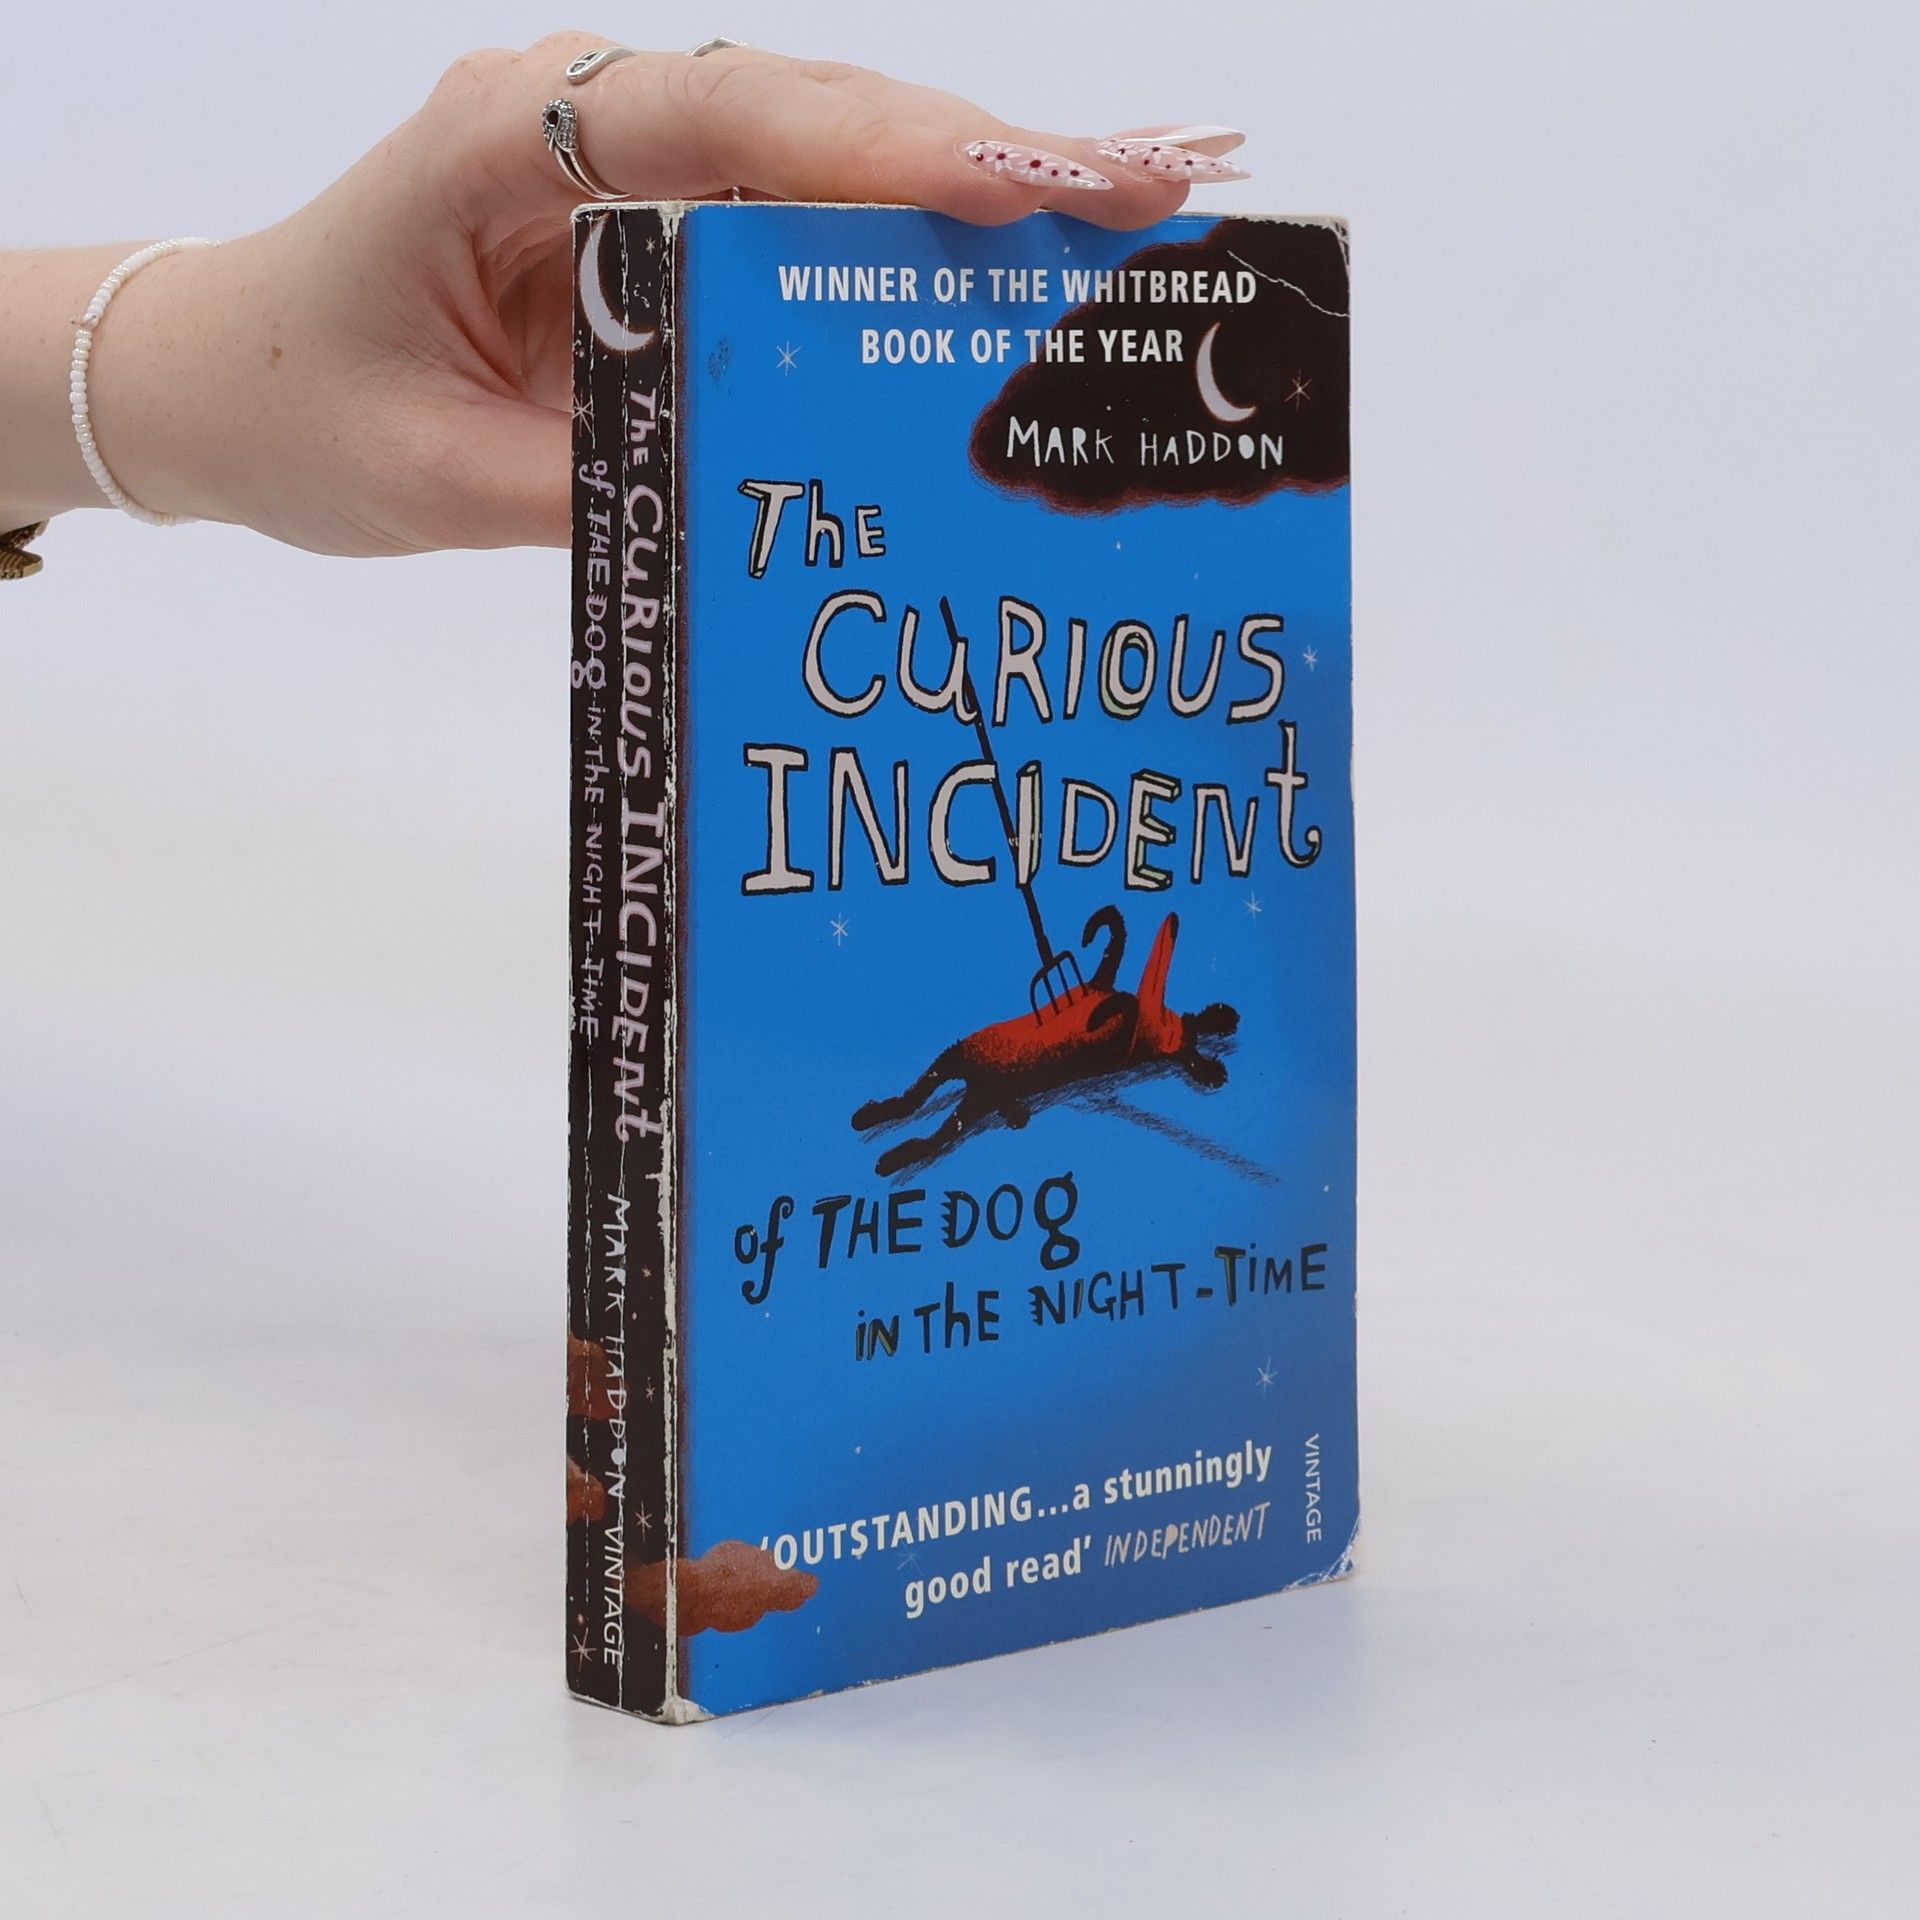 WINNER OF THE WHITBREAD
BOOK OF THE YEAR
MARK HADDON
The
CURIOUS
INCIDENt
of THE DOg
iN ThE NIGHT-TiME
'OUTSTANDING...a stunningly
good read' INDEPENDENT
VINTAGE
The CURIOUS INCIDENt
of THE DOg iN ThE NIGHT-TiME
MARK HADDON
VINTAGE